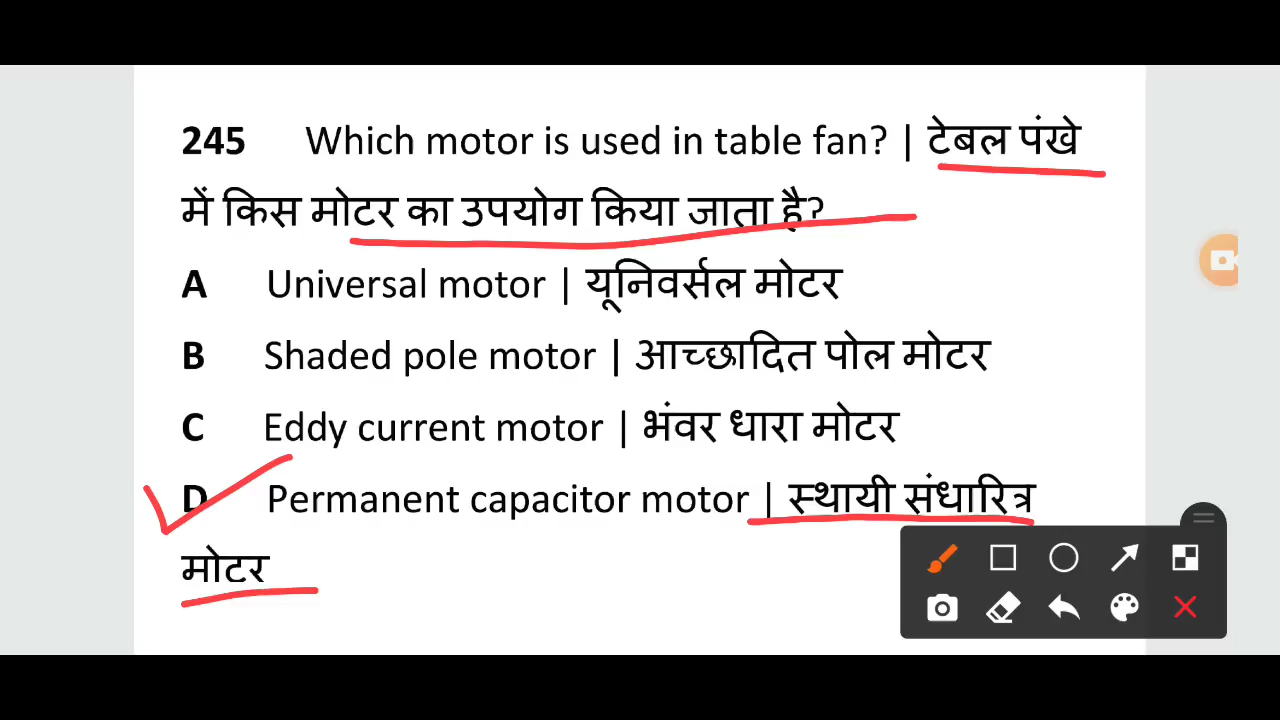 245 Which motor is used in table fan? | टेबल पंखे
में किस मोटर का उपयोग किया जाता है?
A Universal motor | यूनिवर्सल मोटर
B Shaded pole motor | आच्छादित पोल मोटर
C Eddy current motor | भंवर धारा मोटर
D Permanent capacitor motor | स्थायी संधारित्र
मोटर